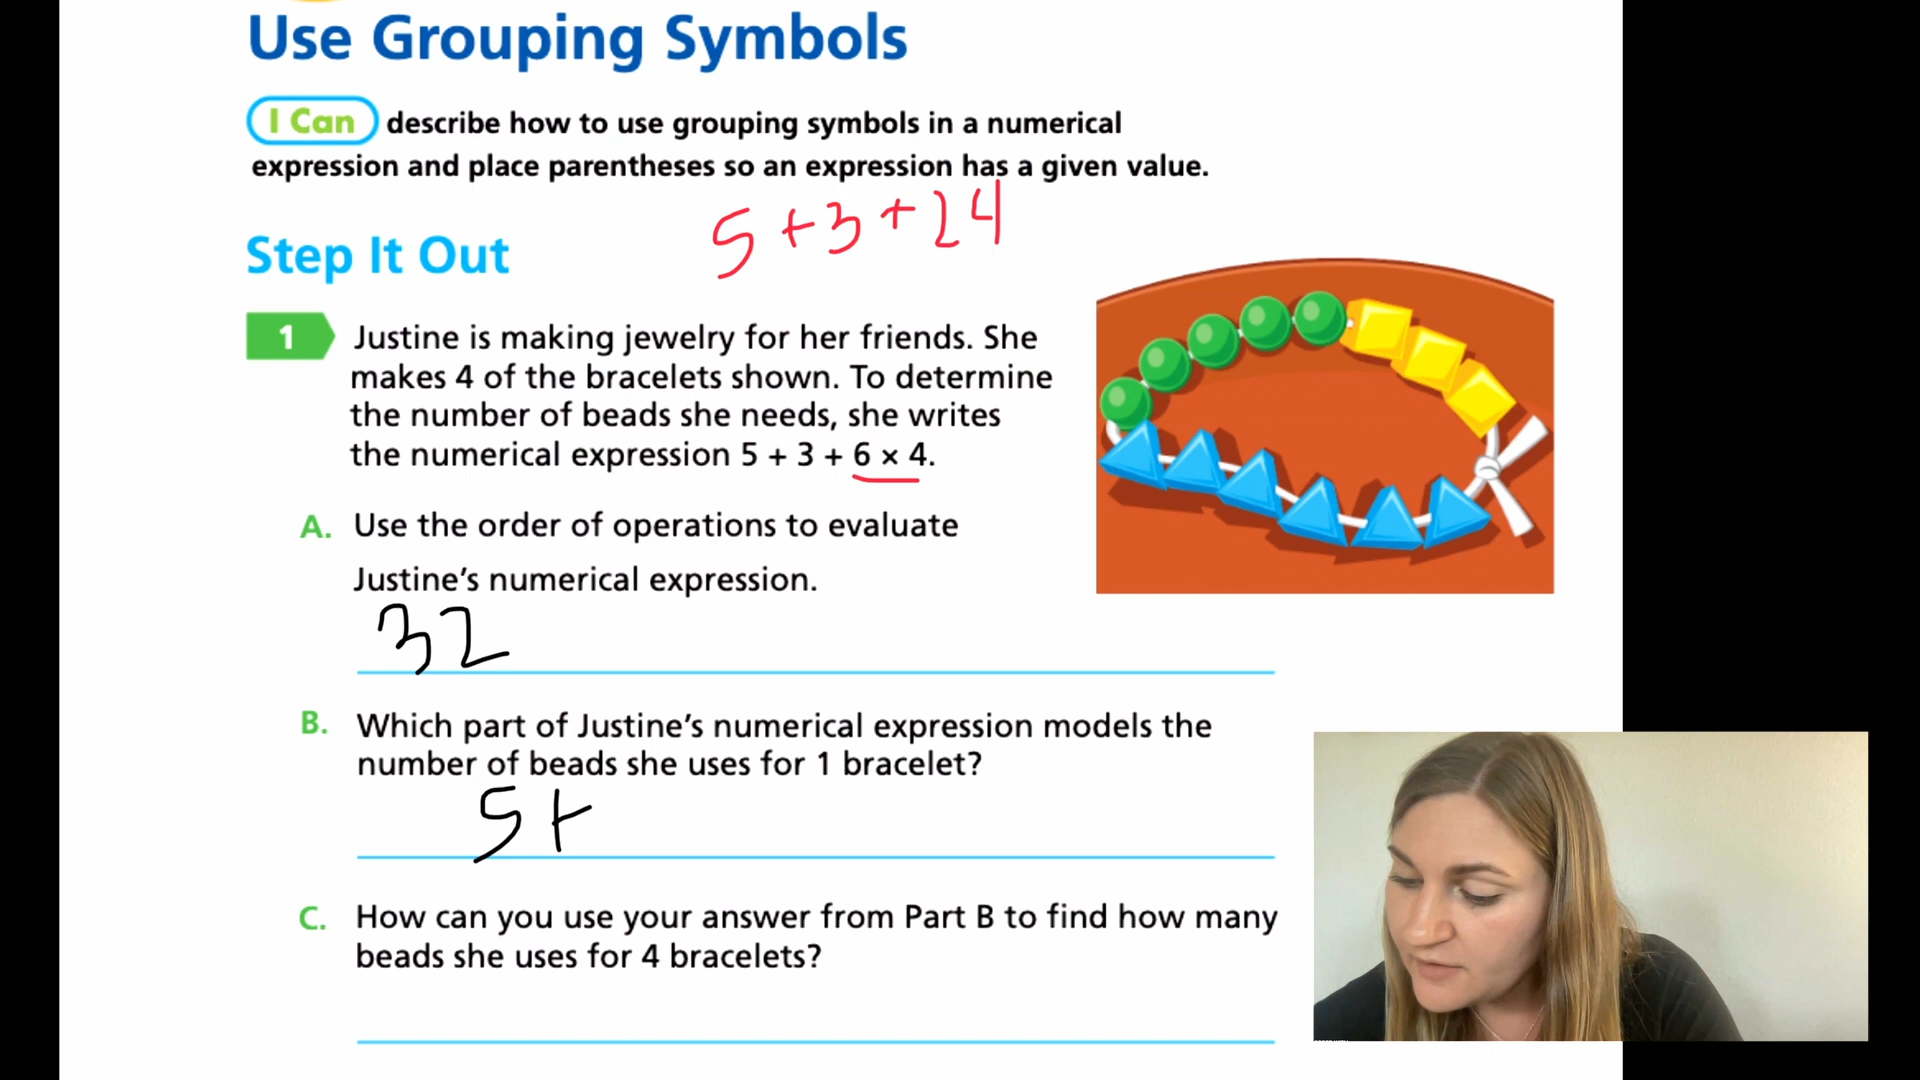 Use Grouping Symbols
I Can describe how to use grouping symbols in a numerical
expression and place parentheses so an expression has a given value.
5 + 3 + 24
Step It Out
1 Justine is making jewelry for her friends. She
makes 4 of the bracelets shown. To determine
the number of beads she needs, she writes
the numerical expression 5 + 3 + 6 × 4.
A. Use the order of operations to evaluate
Justine's numerical expression.
32
B. Which part of Justine's numerical expression models the
number of beads she uses for 1 bracelet?
5 +
C. How can you use your answer from Part B to find how many
beads she uses for 4 bracelets?